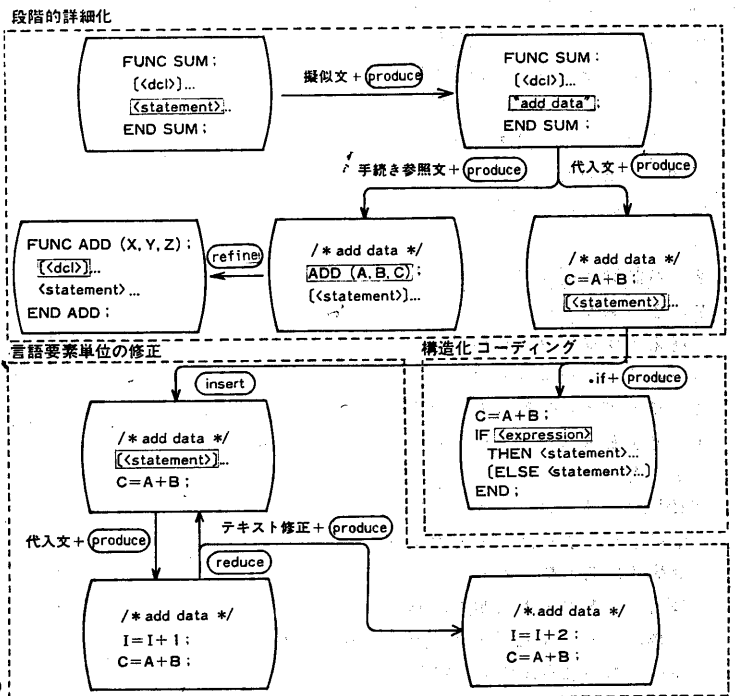 段階的詳細化
FUNC SUM ;
[<dcl>]...
<statement>...
END SUM ;
擬似文+produce
FUNC SUM :
[<dcl>]...
"add data";
END SUM ;
手続き参照文+produce
代入文+produce
FUNC ADD (X, Y, Z) ;
[<dcl>]...
<statement> ...
END ADD ;
refine
/* add data */
ADD (A, B, C) ;
[<statement>]...
/* add data */
C=A+B ;
[<statement>]...
言語要素単位の修正
構造化 コーディング
insert
.if+produce
/* add data */
[<statement>]...
C=A+B ;
C=A+B ;
IF <expression>
THEN <statement>...
[ELSE <statement>...]
END ;
代入文+produce
テキスト修正+produce
reduce
/* add data */
I=I+1 ;
C=A+B ;
/* add data */
I=I+2 ;
C=A+B ;